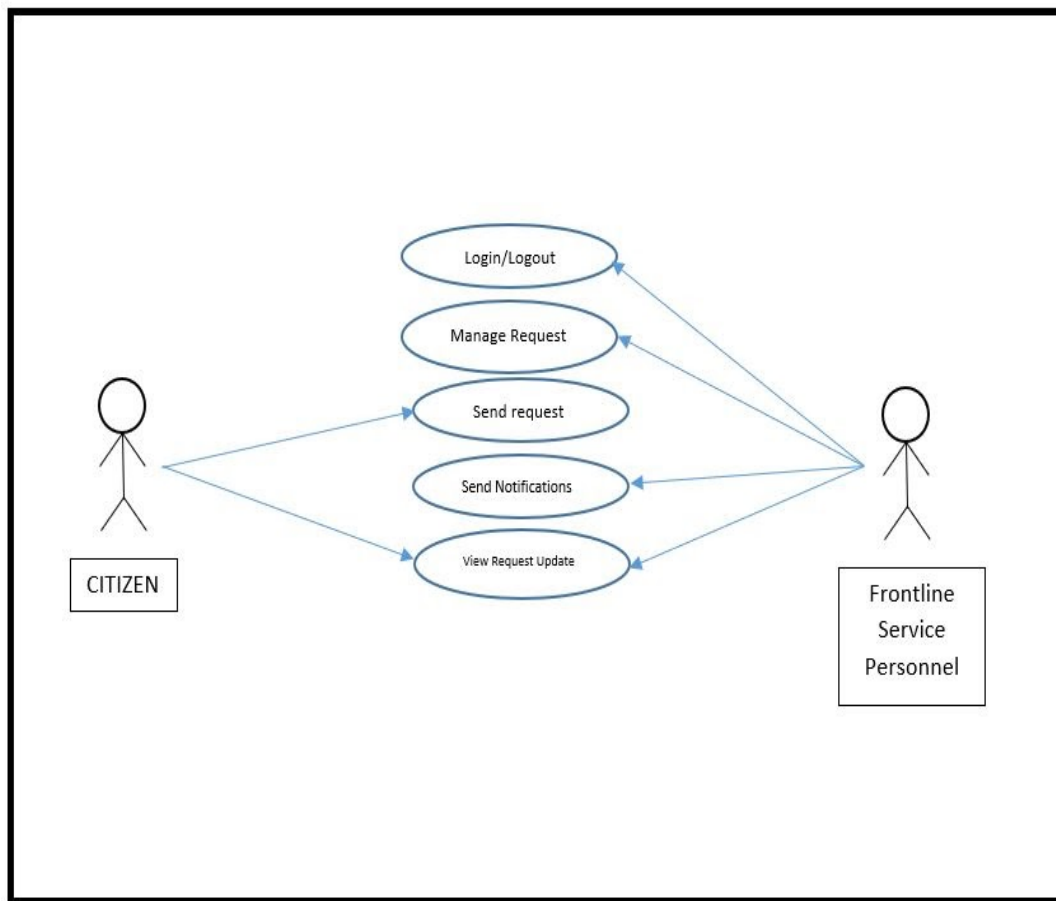 Login/Logout
Manage Request
Send request
Send Notifications
View Request Update
CITIZEN
Frontline
Service
Personnel